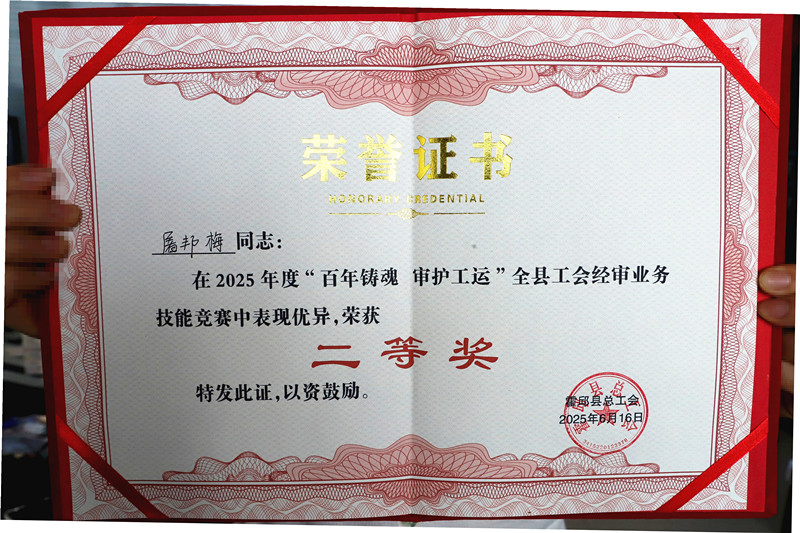 荣誉证书
HONORARY CREDENTIAL
屠邦梅 同志：
在2025年度“百年铸魂 审护工运”全县工会经审业务
技能竞赛中表现优异，荣获
二等奖
特发此证，以资鼓励。
霍邱县总工会
2025年6月16日